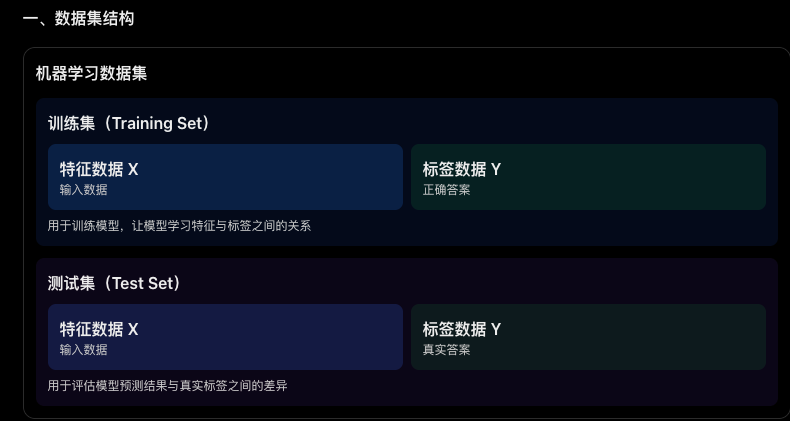 一、数据集结构
机器学习数据集
训练集（Training Set）
特征数据 X
输入数据
标签数据 Y
正确答案
用于训练模型，让模型学习特征与标签之间的关系
测试集（Test Set）
特征数据 X
输入数据
标签数据 Y
真实答案
用于评估模型预测结果与真实标签之间的差异